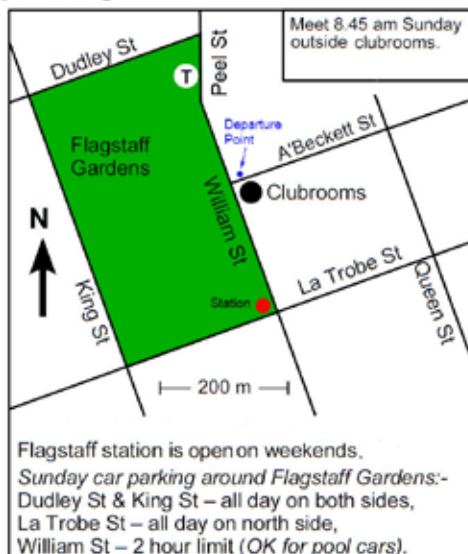 Meet 8.45 am Sunday
outside clubrooms.
Dudley St
Peel St
T
Departure
Point
A'Beckett St
Flagstaff
Gardens
Clubrooms
William St
N
La Trobe St
Station
King St
Queen St
200 m
Flagstaff station is open on weekends.
Sunday car parking around Flagstaff Gardens:-
Dudley St & King St – all day on both sides,
La Trobe St – all day on north side,
William St – 2 hour limit (OK for pool cars).